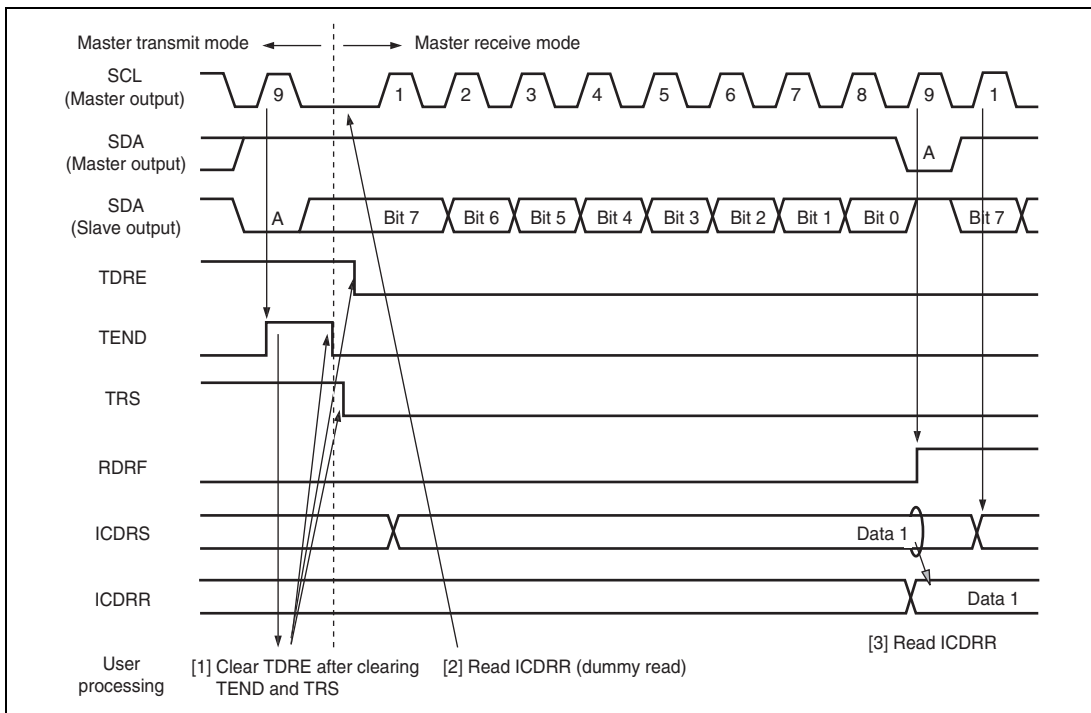 Master transmit mode
Master receive mode
SCL
(Master output)
9 1 2 3 4 5 6 7 8 9 1
SDA
(Master output)
A
SDA
(Slave output)
A Bit 7 Bit 6 Bit 5 Bit 4 Bit 3 Bit 2 Bit 1 Bit 0 Bit 7
TDRE
TEND
TRS
RDRF
ICDRS
Data 1
ICDRR
Data 1
User
processing
[1] Clear TDRE after clearing
TEND and TRS
[2] Read ICDRR (dummy read)
[3] Read ICDRR